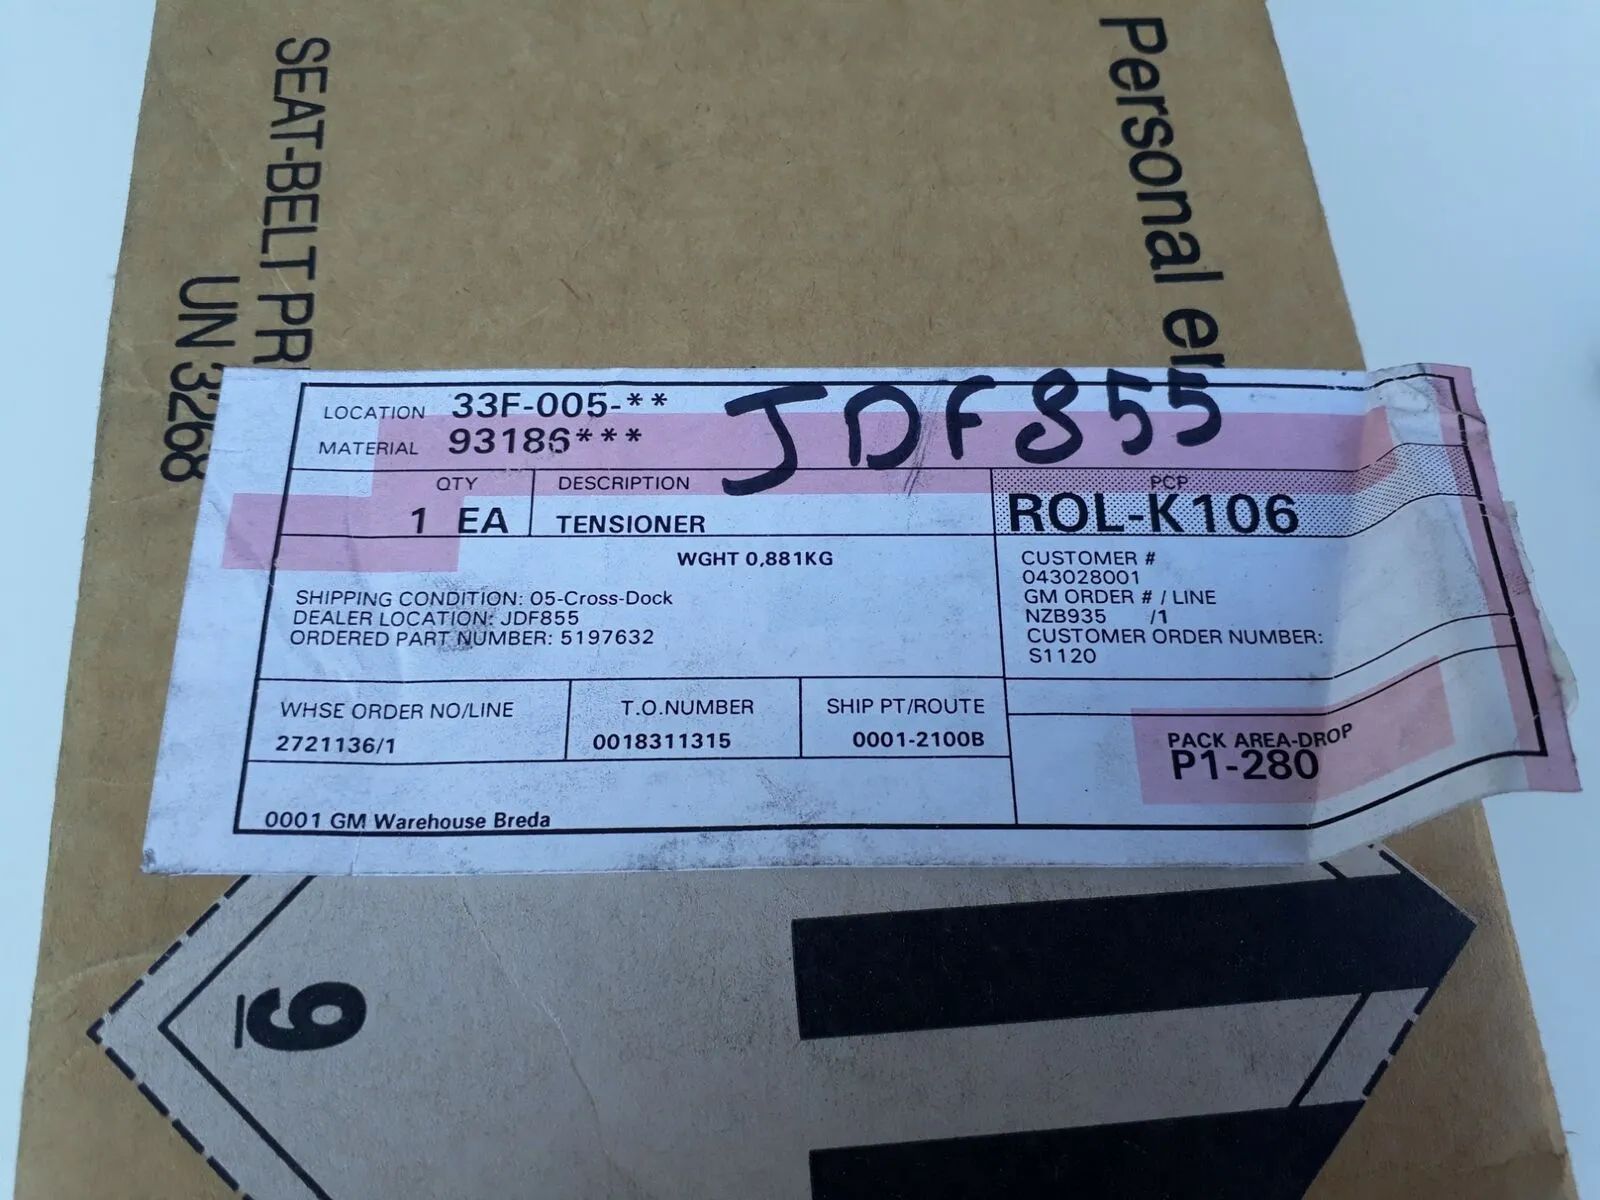 Personal en
SEAT-BELT PR
UN 3268
LOCATION 33F-005-**
MATERIAL 93186***
JDF855
QTY
1 EA
DESCRIPTION
TENSIONER
PCP
ROL-K106
WGHT 0,881KG
SHIPPING CONDITION: 05-Cross-Dock
DEALER LOCATION: JDF855
ORDERED PART NUMBER: 5197632
CUSTOMER #
043028001
GM ORDER # / LINE
NZB935 /1
CUSTOMER ORDER NUMBER:
S1120
WHSE ORDER NO/LINE
2721136/1
T.O.NUMBER
0018311315
SHIP PT/ROUTE
0001-2100B
PACK AREA-DROP
P1-280
0001 GM Warehouse Breda
9